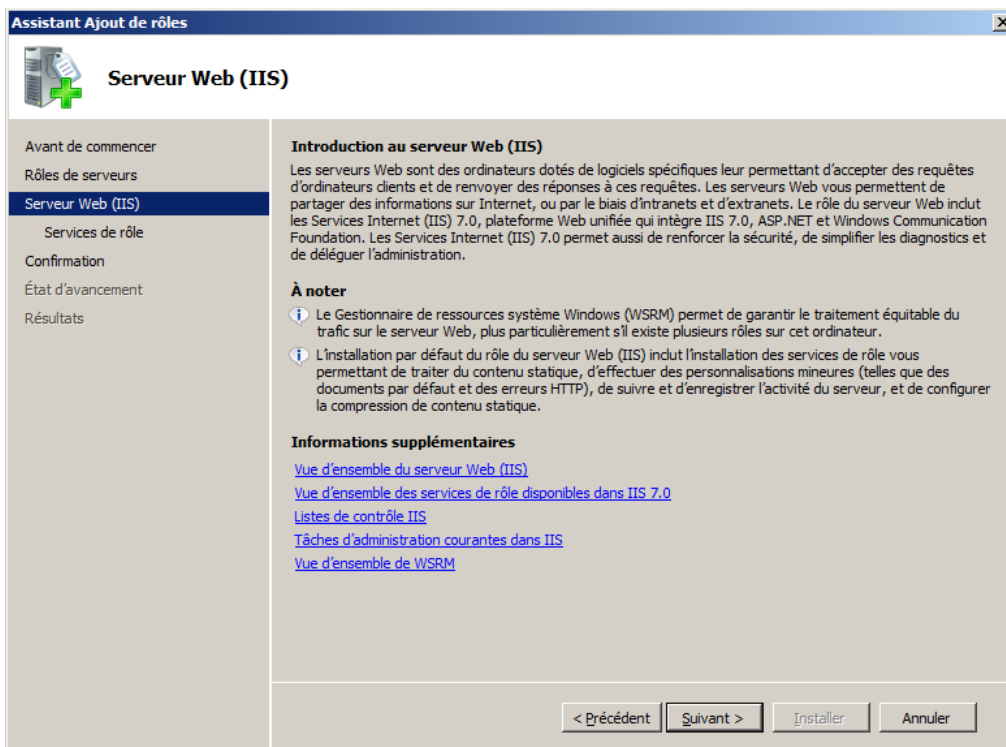 Assistant Ajout de rôles
Serveur Web (IIS)
Avant de commencer
Rôles de serveurs
Serveur Web (IIS)
Services de rôle
Confirmation
État d'avancement
Résultats
Introduction au serveur Web (IIS)
Les serveurs Web sont des ordinateurs dotés de logiciels spécifiques leur permettant d'accepter des requêtes
d'ordinateurs clients et de renvoyer des réponses à ces requêtes. Les serveurs Web vous permettent de
partager des informations sur Internet, ou par le biais d'intranets et d'extranets. Le rôle du serveur Web inclut
les Services Internet (IIS) 7.0, plateforme Web unifiée qui intègre IIS 7.0, ASP.NET et Windows Communication
Foundation. Les Services Internet (IIS) 7.0 permet aussi de renforcer la sécurité, de simplifier les diagnostics et
de déléguer l'administration.
À noter
Le Gestionnaire de ressources système Windows (WSRM) permet de garantir le traitement équitable du
trafic sur le serveur Web, plus particulièrement s'il existe plusieurs rôles sur cet ordinateur.
L'installation par défaut du rôle du serveur Web (IIS) inclut l'installation des services de rôle vous
permettant de traiter du contenu statique, d'effectuer des personnalisations mineures (telles que des
documents par défaut et des erreurs HTTP), de suivre et d'enregistrer l'activité du serveur, et de configurer
la compression de contenu statique.
Informations supplémentaires
Vue d'ensemble du serveur Web (IIS)
Vue d'ensemble des services de rôle disponibles dans IIS 7.0
Listes de contrôle IIS
Tâches d'administration courantes dans IIS
Vue d'ensemble de WSRM
< Précédent
Suivant >
Installer
Annuler